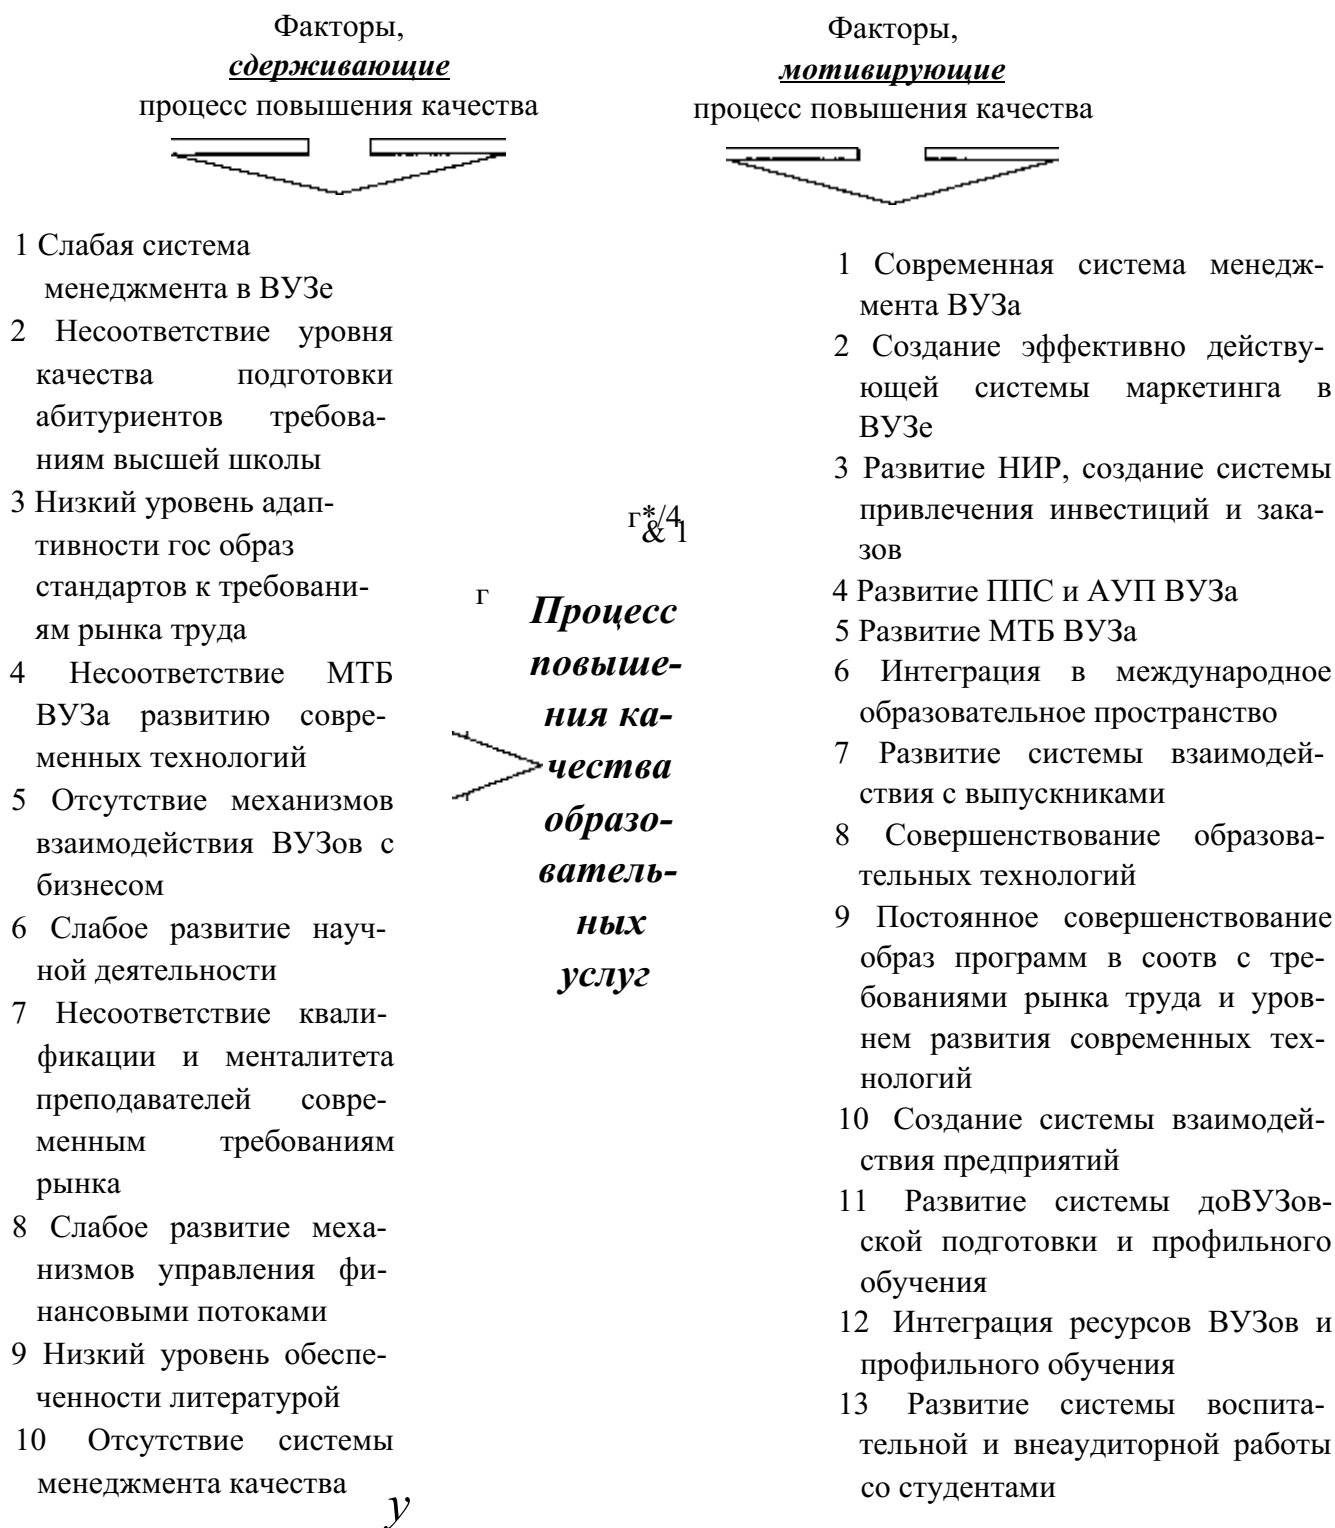 Факторы,
сдерживающие
процесс повышения качества
1 Слабая система
менеджмента в ВУЗе
2 Несоответствие уровня
качества подготовки
абитуриентов требова-
ниям высшей школы
3 Низкий уровень адап-
тивности гос образ
стандартов к требовани-
ям рынка труда
4 Несоответствие МТБ
ВУЗа развитию совре-
менных технологий
5 Отсутствие механизмов
взаимодействия ВУЗов с
бизнесом
6 Слабое развитие науч-
ной деятельности
7 Несоответствие квали-
фикации и менталитета
преподавателей совре-
менным требованиям
рынка
8 Слабое развитие меха-
низмов управления фи-
нансовыми потоками
9 Низкий уровень обеспе-
ченности литературой
10 Отсутствие системы
менеджмента качества
у
г*/4
& 1
г
Процесс
повыше-
ния ка-
чества
образо-
ватель-
ных
услуг
Факторы,
мотивирующие
процесс повышения качества
1 Современная система менедж-
мента ВУЗа
2 Создание эффективно действу-
ющей системы маркетинга в
ВУЗе
3 Развитие НИР, создание системы
привлечения инвестиций и зака-
зов
4 Развитие ППС и АУП ВУЗа
5 Развитие МТБ ВУЗа
6 Интеграция в международное
образовательное пространство
7 Развитие системы взаимодей-
ствия с выпускниками
8 Совершенствование образова-
тельных технологий
9 Постоянное совершенствование
образ программ в соотв с тре-
бованиями рынка труда и уров-
нем развития современных тех-
нологий
10 Создание системы взаимодей-
ствия предприятий
11 Развитие системы доВУЗов-
ской подготовки и профильного
обучения
12 Интеграция ресурсов ВУЗов и
профильного обучения
13 Развитие системы воспита-
тельной и внеаудиторной работы
со студентами